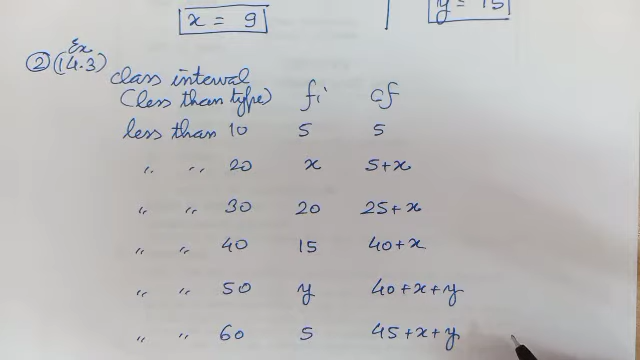 x = 9
y = 15
Ex
② (14.3)
class interval
(less than type) fi cf
less than 10 5 5
" " 20 x 5+x
" " 30 20 25+x
" " 40 15 40+x
" " 50 y 40+x+y
" " 60 5 45+x+y